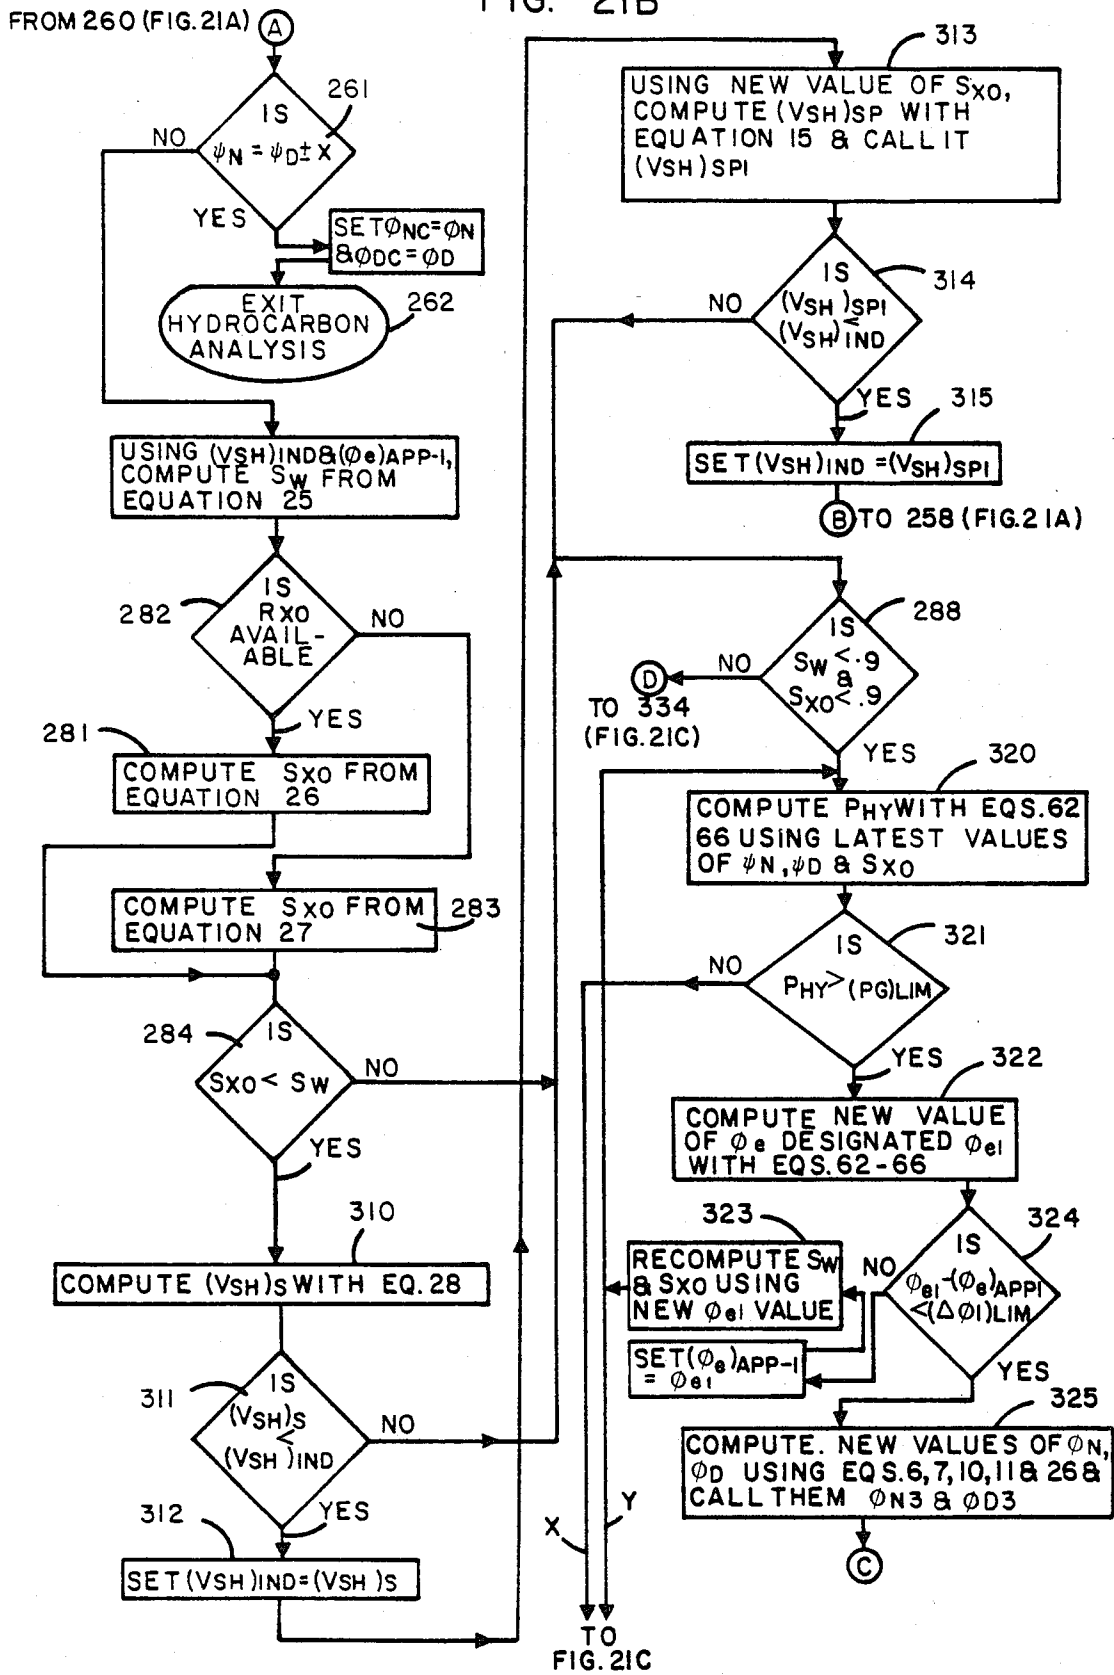 FIG. 21B
FROM 260 (FIG.21A) A
261
IS
ψN = ψD ± X
NO
YES
SET ϕNC=ϕN
&ϕDC=ϕD
EXIT
HYDROCARBON
ANALYSIS
262
USING (VSH)IND&(ϕe)APP-1,
COMPUTE SW FROM
EQUATION 25
282
IS
RXO
AVAIL-
ABLE
NO
YES
281
COMPUTE SXO FROM
EQUATION 26
COMPUTE SXO FROM
EQUATION 27
283
284
IS
SXO < SW
NO
YES
310
COMPUTE (VSH)S WITH EQ.28
311
IS
(VSH)S
<
(VSH)IND
NO
YES
312
SET (VSH)IND=(VSH)S
313
USING NEW VALUE OF SXO,
COMPUTE (VSH)SP WITH
EQUATION 15 & CALL IT
(VSH)SP1
314
IS
(VSH)SP1
<
(VSH)IND
NO
YES
315
SET (VSH)IND =(VSH)SP1
B TO 258 (FIG.21A)
288
IS
SW < .9
&
SXO < .9
NO
D
TO 334
(FIG.21C)
YES
320
COMPUTE PHY WITH EQS.62
66 USING LATEST VALUES
OF ψN, ψD & SXO
321
IS
PHY > (PG)LIM
NO
YES
322
COMPUTE NEW VALUE
OF ϕe DESIGNATED ϕe1
WITH EQS.62-66
323
RECOMPUTE SW
& SXO USING
NEW ϕe1 VALUE
324
IS
ϕe1-(ϕe)APP1
<(Δϕ1)LIM
NO
SET(ϕe)APP-1
= ϕe1
YES
325
COMPUTE. NEW VALUES OF ϕN,
ϕD USING EQS.6,7,10,11& 26&
CALL THEM ϕN3 & ϕD3
C
X
Y
TO
FIG.21C